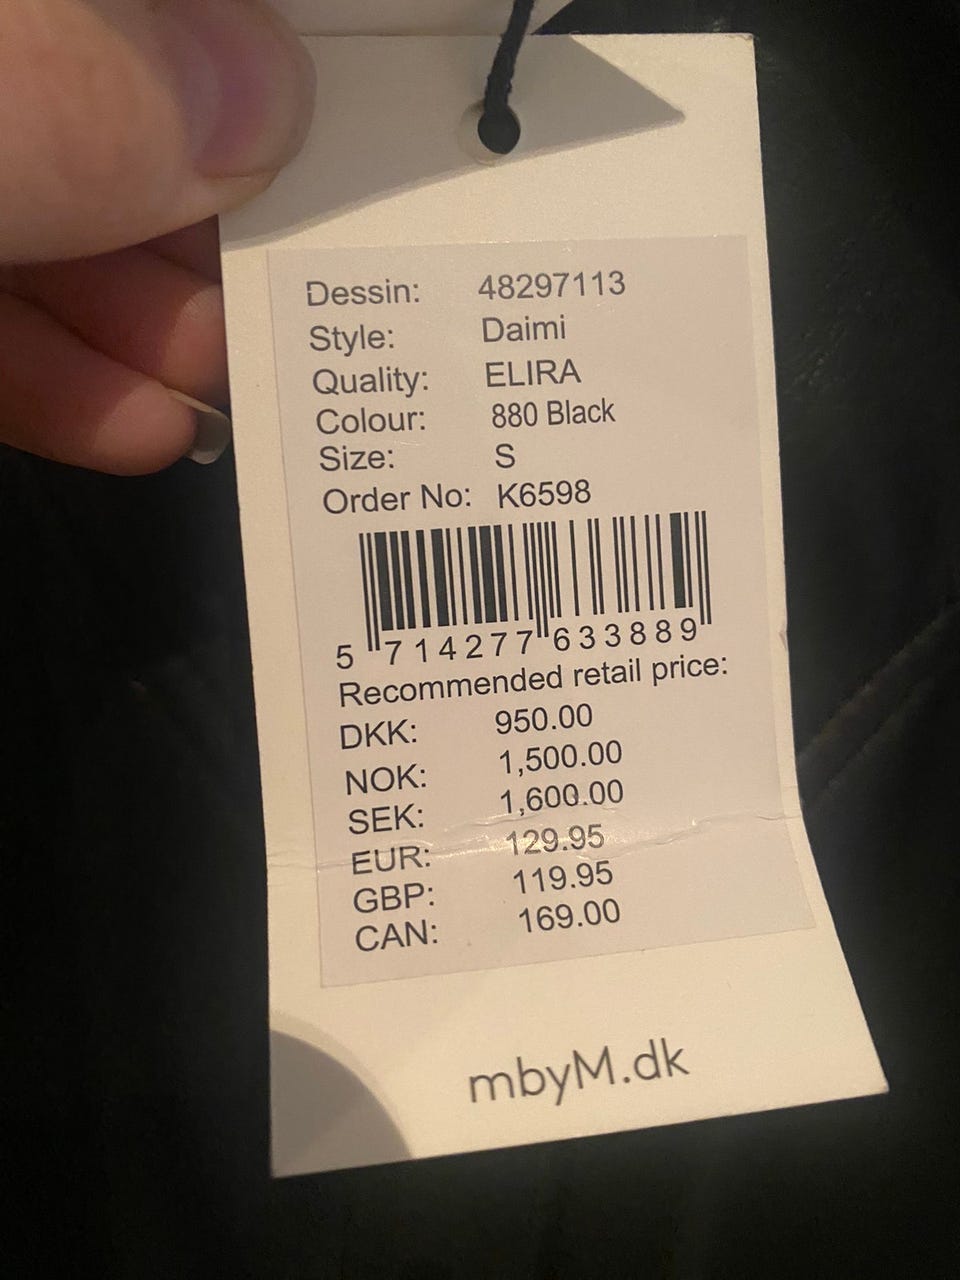 Dessin: 48297113
Style: Daimi
Quality: ELIRA
Colour: 880 Black
Size: S
Order No: K6598
5 714277 633889
Recommended retail price:
DKK: 950.00
NOK: 1,500.00
SEK: 1,600.00
EUR: 129.95
GBP: 119.95
CAN: 169.00
mbyM.dk